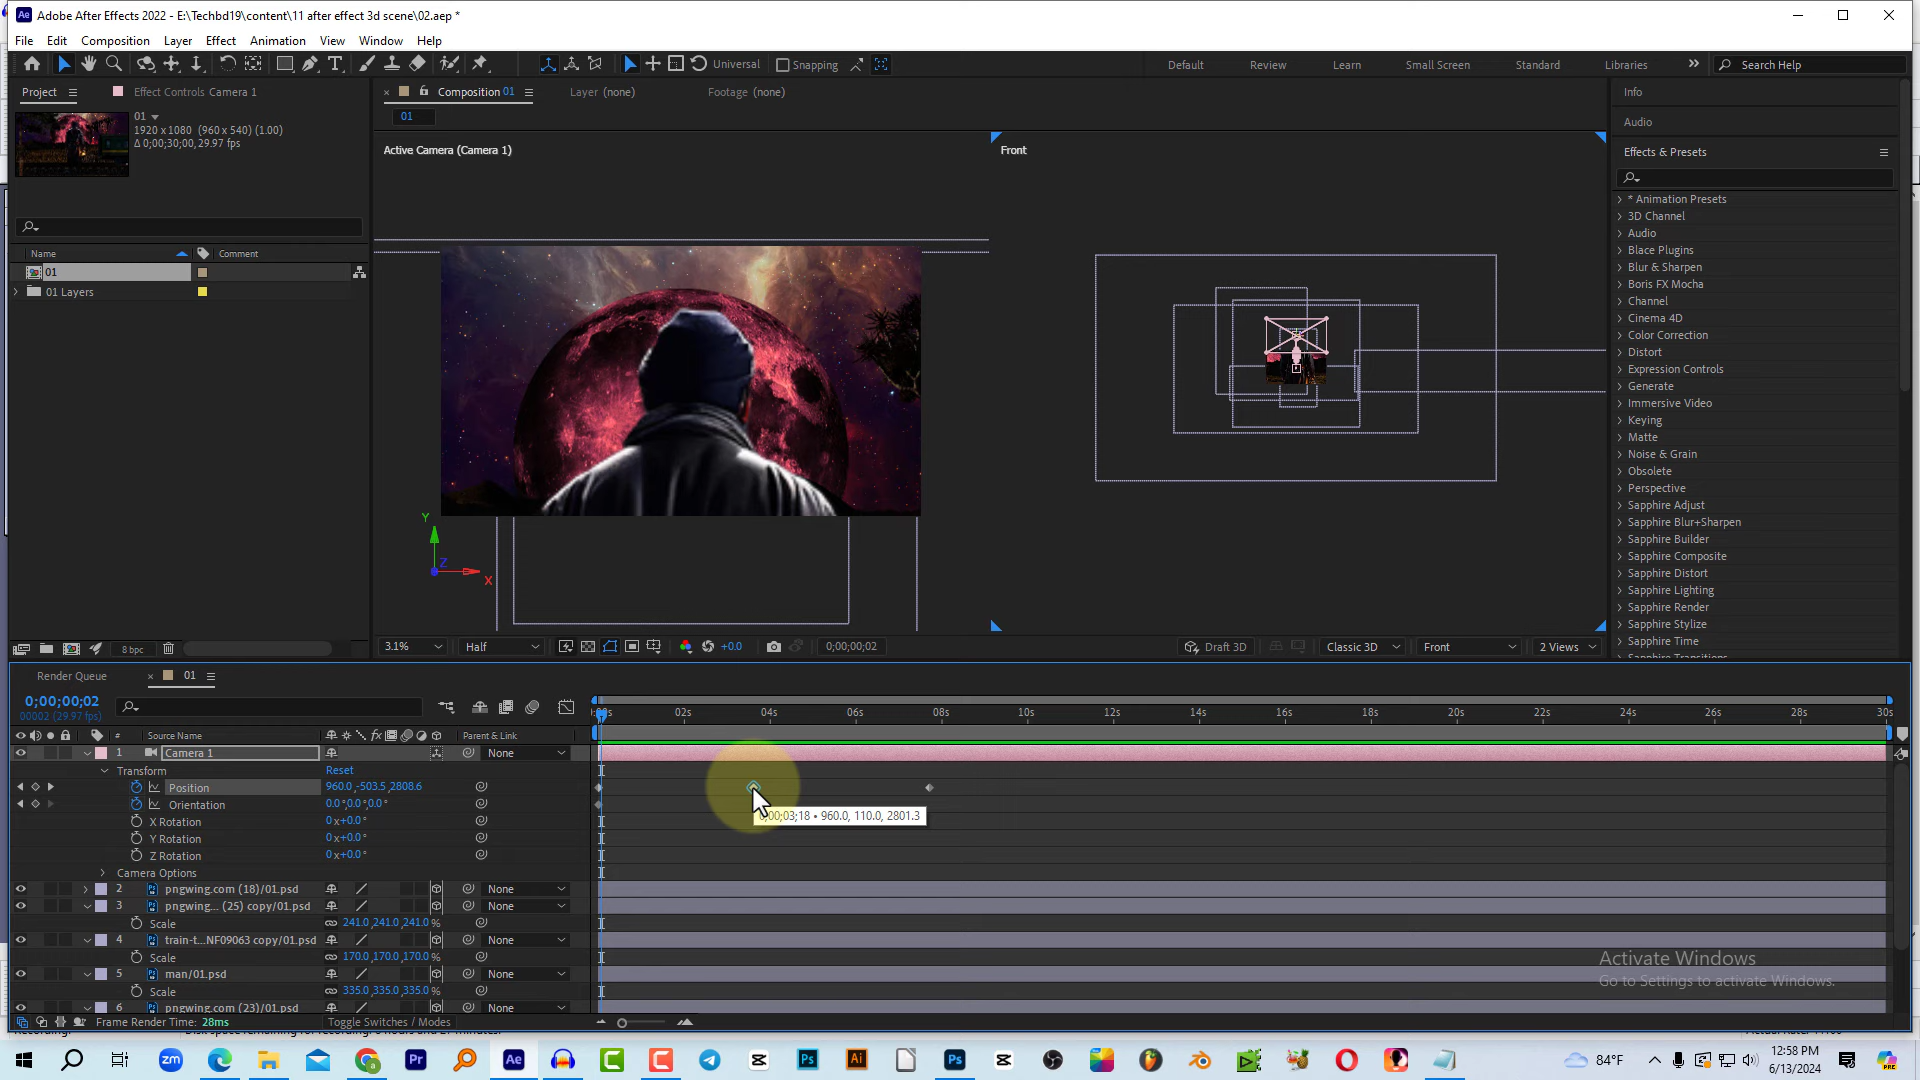 Adobe After Effects 2022 - E:\Techbd19\content\11 after effect 3d scene\02.aep *
File Edit Composition Layer Effect Animation View Window Help
Universal Snapping Default Review Learn Small Screen Standard Libraries Search Help
Project Effect Controls Camera 1
01
1920 x 1080 (960 x 540) (1.00)
Δ 0;00;30;00, 29.97 fps
Name Comment
01
01 Layers
8 bpc
Composition 01 Layer (none) Footage (none)
01
Active Camera (Camera 1)
Front
Y
Z
X
3.1% Half +0.0 0;00;00;02 Draft 3D Classic 3D Front 2 Views
Info
Audio
Effects & Presets
* Animation Presets
3D Channel
Audio
Blace Plugins
Blur & Sharpen
Boris FX Mocha
Channel
Cinema 4D
Color Correction
Distort
Expression Controls
Generate
Immersive Video
Keying
Matte
Noise & Grain
Obsolete
Perspective
Sapphire Adjust
Sapphire Blur+Sharpen
Sapphire Builder
Sapphire Composite
Sapphire Distort
Sapphire Lighting
Sapphire Render
Sapphire Stylize
Sapphire Time
Sapphire Transitions
Render Queue 01
0;00;00;02
00002 (29.97 fps)
02s 04s 06s 08s 10s 12s 14s 16s 18s 20s 22s 24s 26s 28s 30s
# Source Name Parent & Link
1 Camera 1 None
Transform Reset
Position 960.0,-503.5,2808.6
Orientation 0.0°,0.0°,0.0°
X Rotation 0x+0.0°
Y Rotation 0x+0.0°
Z Rotation 0x+0.0°
Camera Options
0;00;03;18 • 960.0, 110.0, 2801.3
2 pngwing.com (18)/01.psd None
3 pngwing... (25) copy/01.psd None
Scale 241.0,241.0,241.0%
4 train-t...NF09063 copy/01.psd None
Scale 170.0,170.0,170.0%
5 man/01.psd None
Scale 335.0,335.0,335.0%
6 pngwing.com (23)/01.psd None
Frame Render Time: 28ms Toggle Switches / Modes
Activate Windows
Go to Settings to activate Windows.
84°F 12:58 PM
6/13/2024